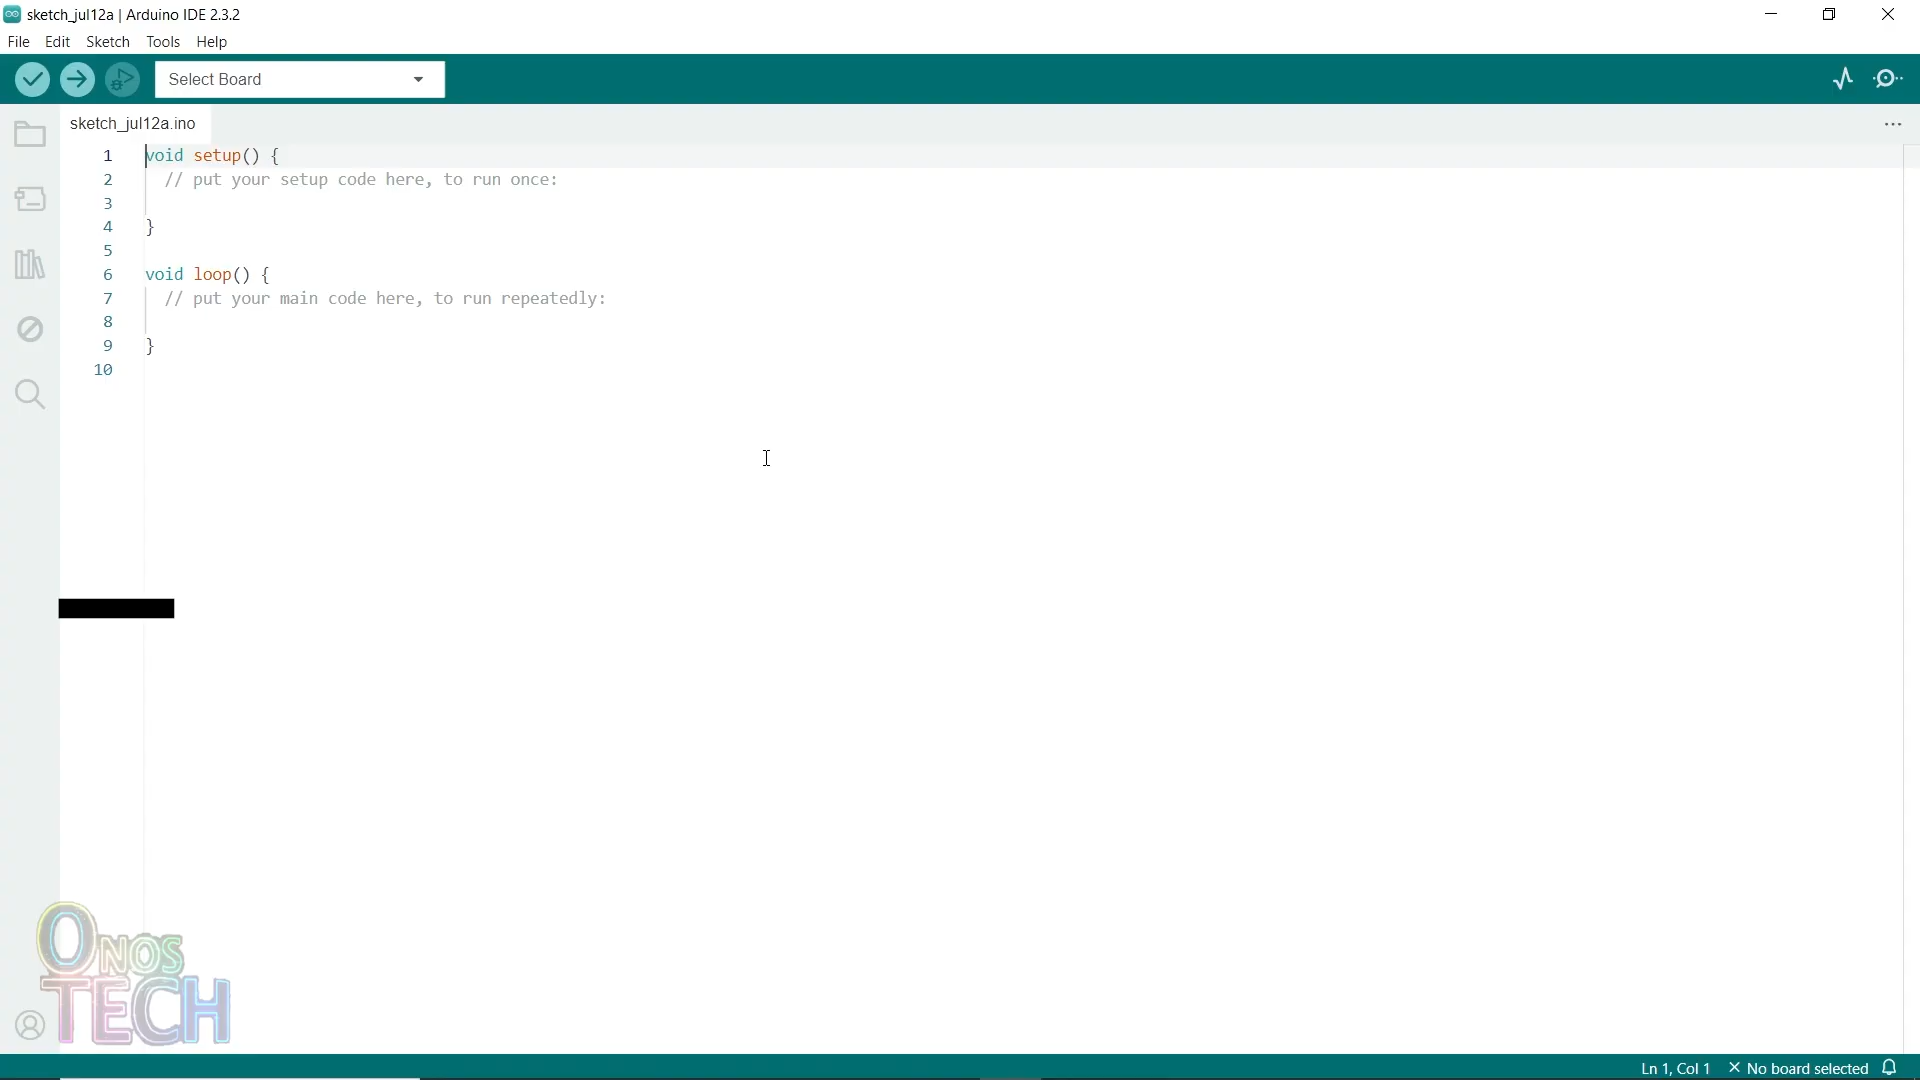 sketch_jul12a | Arduino IDE 2.3.2
File Edit Sketch Tools Help
Select Board
sketch_jul12a.ino
1 void setup() {
2 // put your setup code here, to run once:
3
4 }
5
6 void loop() {
7 // put your main code here, to run repeatedly:
8
9 }
10
ONOS
TECH
Ln 1, Col 1 No board selected